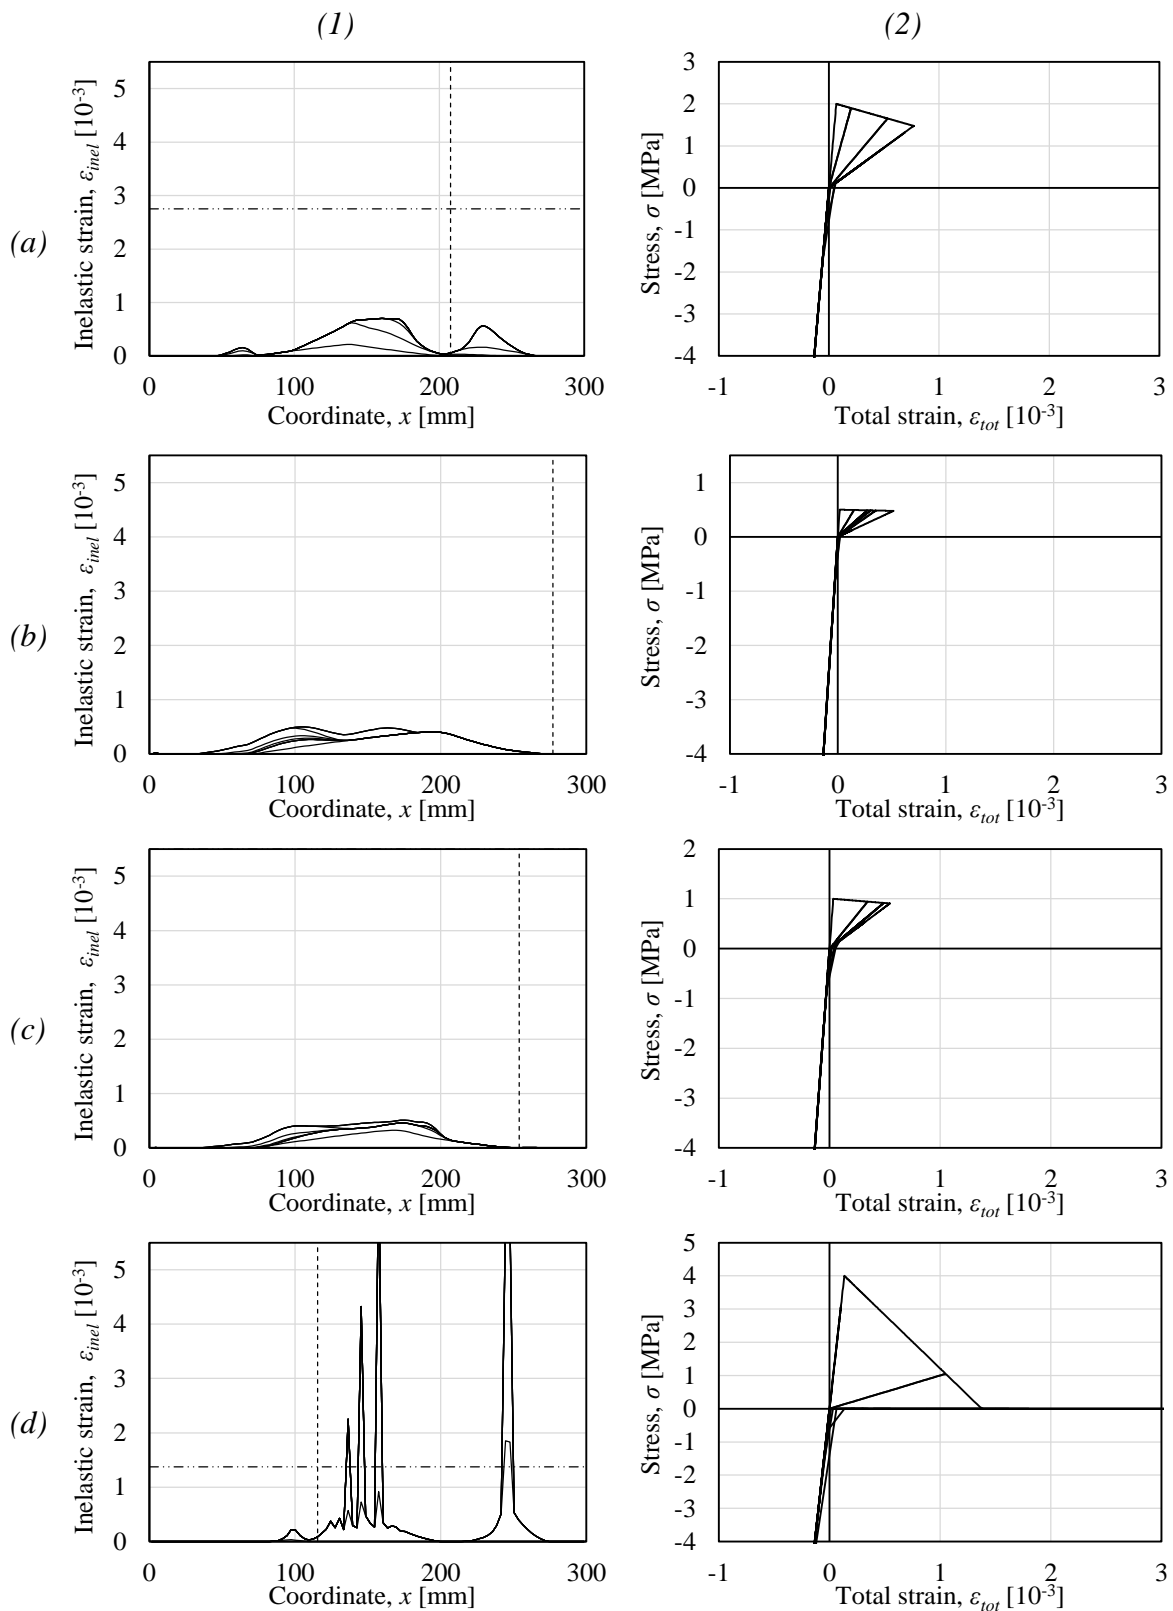 (1)
(2)
(a)
Inelastic strain, εinel [10-3]
5
4
3
2
1
0
0 100 200 300
Coordinate, x [mm]
Stress, σ [MPa]
3
2
1
0
-1
-2
-3
-4
-1 0 1 2 3
Total strain, εtot [10-3]
(b)
Inelastic strain, εinel [10-3]
5
4
3
2
1
0
0 100 200 300
Coordinate, x [mm]
Stress, σ [MPa]
1
0
-1
-2
-3
-4
-1 0 1 2 3
Total strain, εtot [10-3]
(c)
Inelastic strain, εinel [10-3]
5
4
3
2
1
0
0 100 200 300
Coordinate, x [mm]
Stress, σ [MPa]
2
1
0
-1
-2
-3
-4
-1 0 1 2 3
Total strain, εtot [10-3]
(d)
Inelastic strain, εinel [10-3]
5
4
3
2
1
0
0 100 200 300
Coordinate, x [mm]
Stress, σ [MPa]
5
4
3
2
1
0
-1
-2
-3
-4
-1 0 1 2 3
Total strain, εtot [10-3]